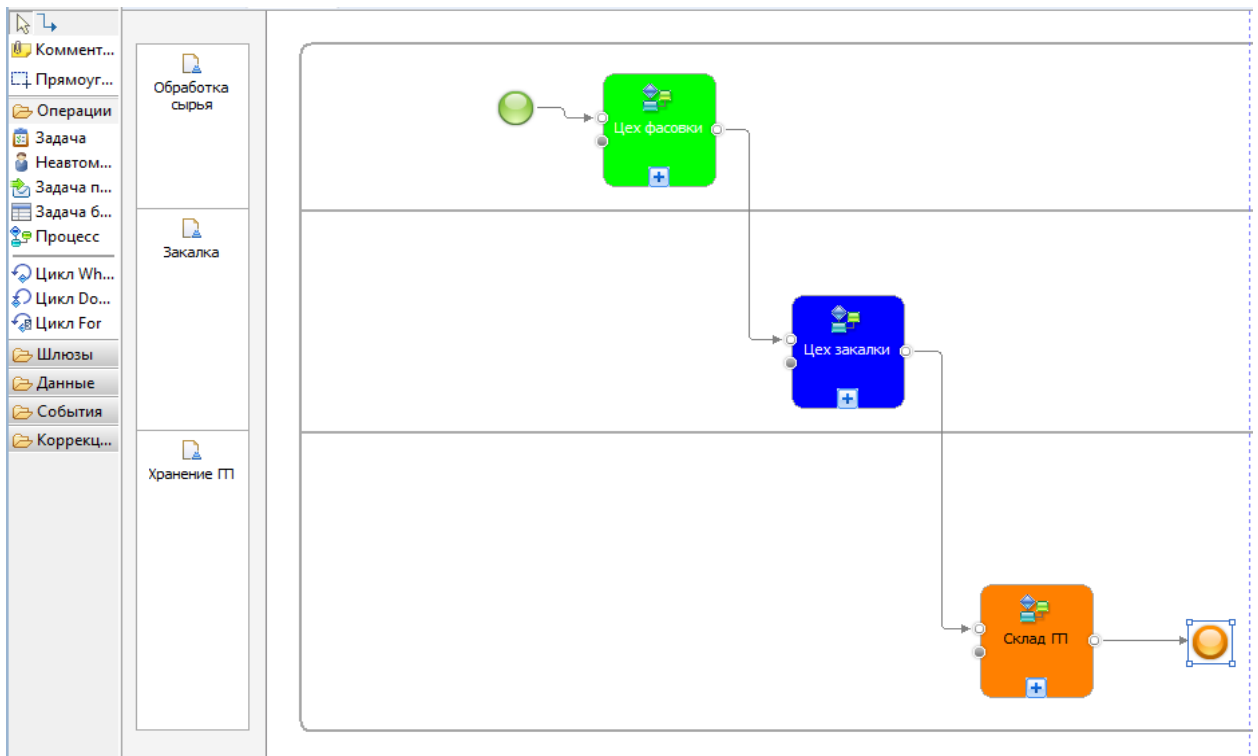 Коммент...
Прямоуг...
Операции
Задача
Неавтом...
Задача п...
Задача б...
Процесс
Цикл Wh...
Цикл Do...
Цикл For
Шлюзы
Данные
События
Коррекц...
Обработка
сырья
Закалка
Хранение ГП
Цех фасовки
Цех закалки
Склад ГП